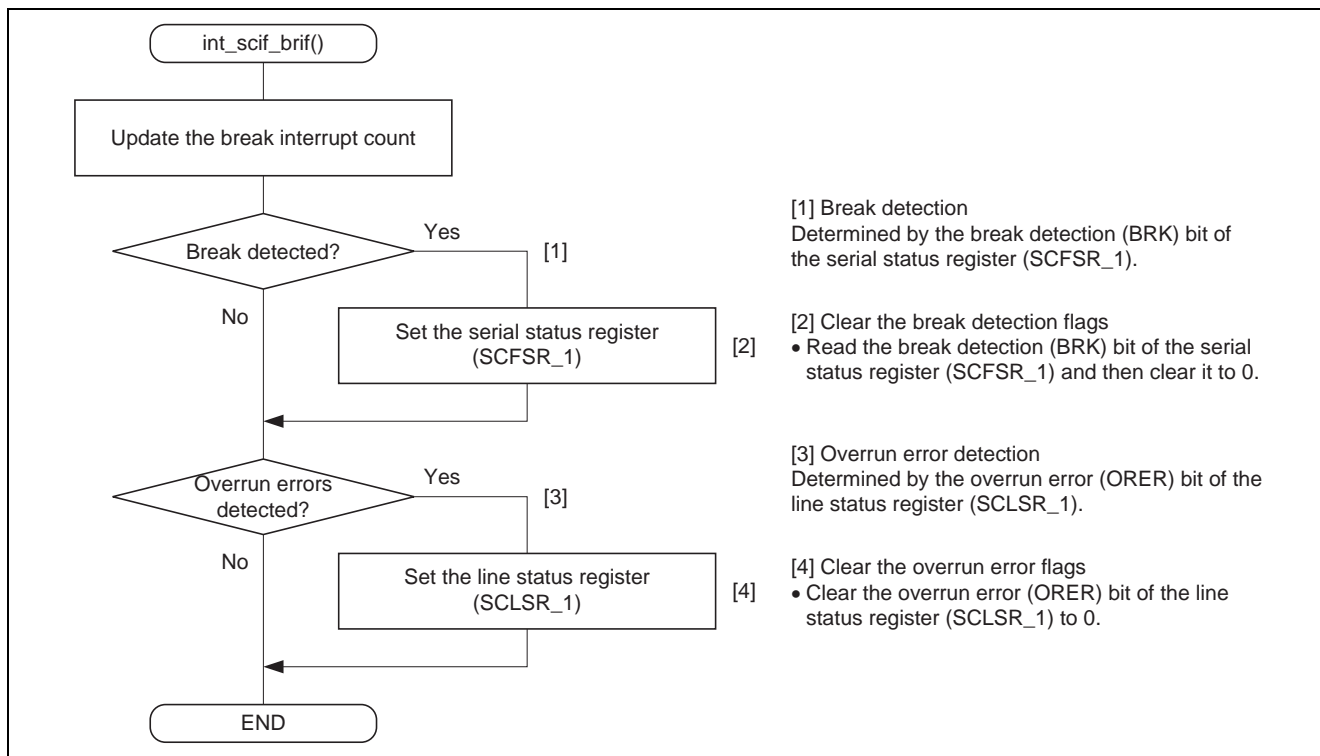 int_scif_brif()
Update the break interrupt count
Break detected?
Yes
[1]
No
Set the serial status register
(SCFSR_1)
[2]
Overrun errors
detected?
Yes
[3]
No
Set the line status register
(SCLSR_1)
[4]
END
[1] Break detection
Determined by the break detection (BRK) bit of
the serial status register (SCFSR_1).
[2] Clear the break detection flags
• Read the break detection (BRK) bit of the serial
status register (SCFSR_1) and then clear it to 0.
[3] Overrun error detection
Determined by the overrun error (ORER) bit of the
line status register (SCLSR_1).
[4] Clear the overrun error flags
• Clear the overrun error (ORER) bit of the line
status register (SCLSR_1) to 0.